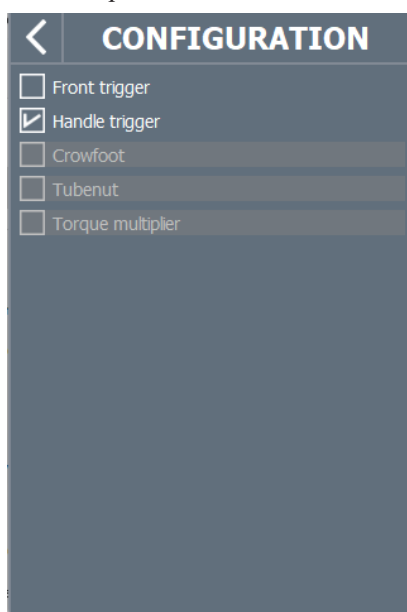 CONFIGURATION
Front trigger
Handle trigger
Crowfoot
Tubenut
Torque multiplier